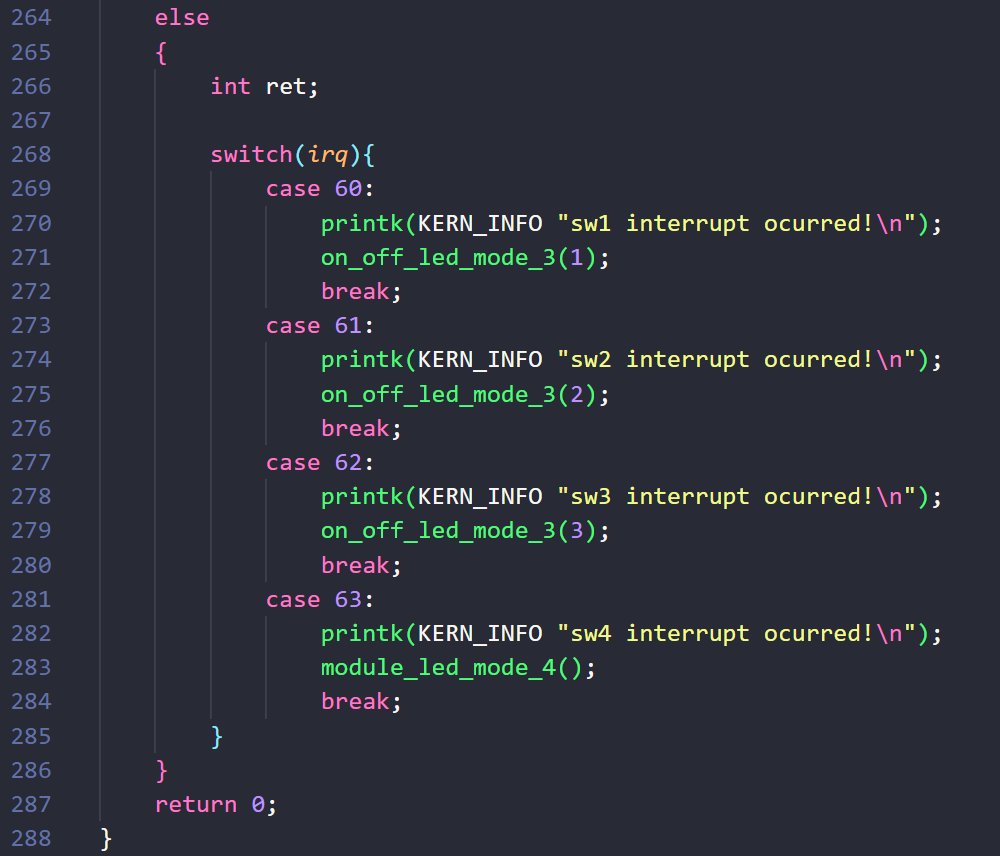 264 else
265 {
266 int ret;
267
268 switch(irq){
269 case 60:
270 printk(KERN_INFO "sw1 interrupt ocurred!\n");
271 on_off_led_mode_3(1);
272 break;
273 case 61:
274 printk(KERN_INFO "sw2 interrupt ocurred!\n");
275 on_off_led_mode_3(2);
276 break;
277 case 62:
278 printk(KERN_INFO "sw3 interrupt ocurred!\n");
279 on_off_led_mode_3(3);
280 break;
281 case 63:
282 printk(KERN_INFO "sw4 interrupt ocurred!\n");
283 module_led_mode_4();
284 break;
285 }
286 }
287 return 0;
288 }